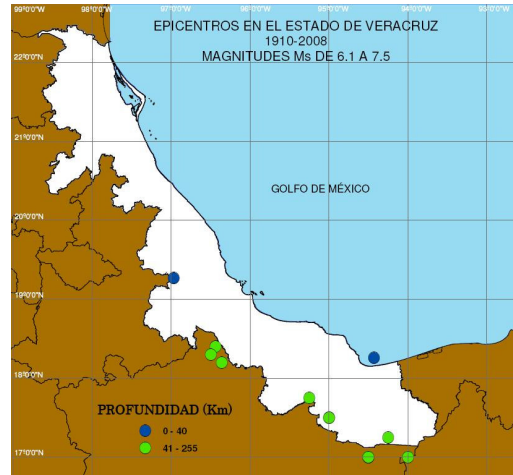 99°0'0"W 98°0'0"W 97°0'0"W 96°0'0"W 95°0'0"W 94°0'0"W 93°0'0"W
EPICENTROS EN EL ESTADO DE VERACRUZ
1910-2008
MAGNITUDES Ms DE 6.1 A 7.5
22°0'0"N
21°0'0"N
GOLFO DE MÉXICO
20°0'0"N
19°0'0"N
18°0'0"N
PROFUNDIDAD (Km)
0 - 40
41 - 255
17°0'0"N